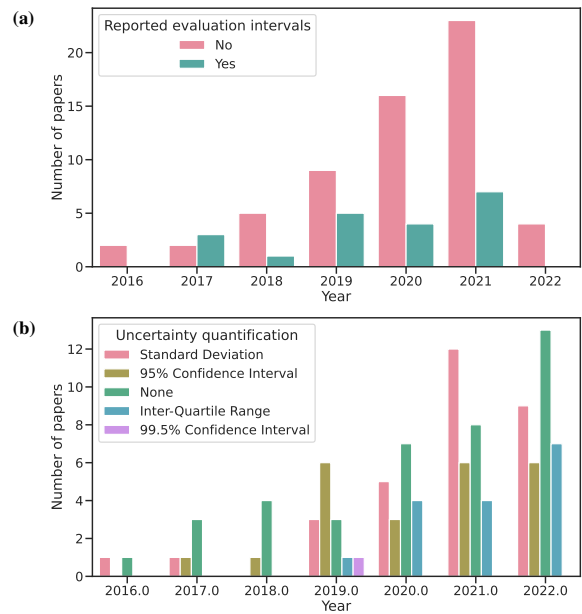 (a)
Reported evaluation intervals
No
Yes
Number of papers
20
15
10
5
0
2016 2017 2018 2019 2020 2021 2022
Year
(b)
Uncertainty quantification
Standard Deviation
95% Confidence Interval
None
Inter-Quartile Range
99.5% Confidence Interval
Number of papers
12
10
8
6
4
2
0
2016.0 2017.0 2018.0 2019.0 2020.0 2021.0 2022.0
Year